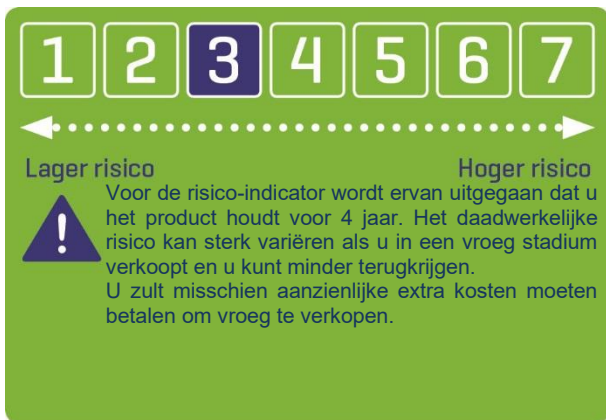 1 2 3 4 5 6 7
Lager risico Hoger risico
Voor de risico-indicator wordt ervan uitgegaan dat u
het product houdt voor 4 jaar. Het daadwerkelijke
risico kan sterk variëren als u in een vroeg stadium
verkoopt en u kunt minder terugkrijgen.
U zult misschien aanzienlijke extra kosten moeten
betalen om vroeg te verkopen.